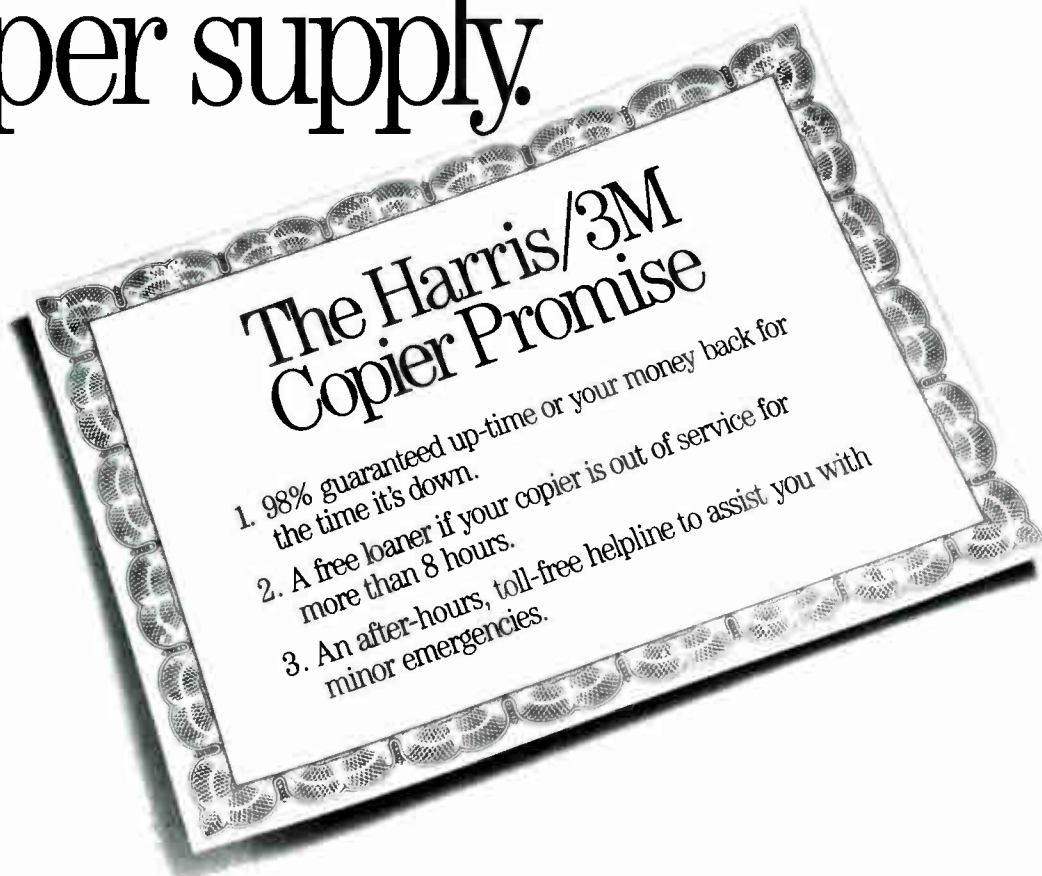 per supply.
The Harris/3M
Copier Promise
1. 98% guaranteed up-time or your money back for
the time it's down.
2. A free loaner if your copier is out of service for
more than 8 hours.
3. An after-hours, toll-free helpline to assist you with
minor emergencies.